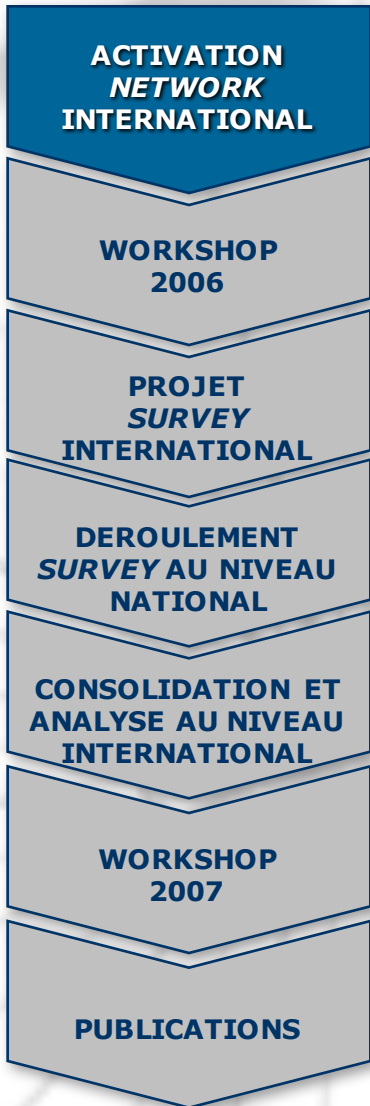 ACTIVATION
NETWORK
INTERNATIONAL
WORKSHOP
2006
PROJET
SURVEY
INTERNATIONAL
DEROULEMENT
SURVEY AU NIVEAU
NATIONAL
CONSOLIDATION ET
ANALYSE AU NIVEAU
INTERNATIONAL
WORKSHOP
2007
PUBLICATIONS